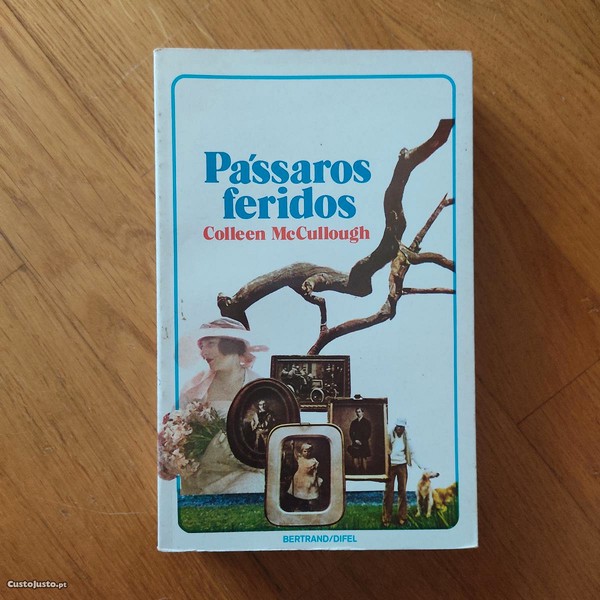 Pássaros
feridos
Colleen McCullough
BERTRAND/DIFEL
CustoJusto.pt